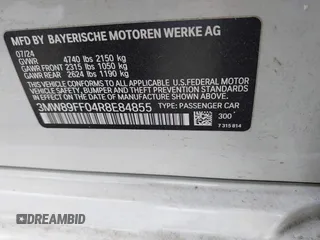 MFD BY BAYERISCHE MOTOREN WERKE AG
07/24
GVWR 4740 lbs 2150 kg
GAWR FRONT 2315 lbs 1050 kg
GAWR REAR 2624 lbs 1190 kg
THIS VEHICLE CONFORMS TO ALL APPLICABLE FEDERAL
MOTOR VEHICLE SAFETY, BUMPER AND THEFT PREVENTION
STANDARDS IN EFFECT ON THE DATE OF MANUFACTURE
SHOWN ABOVE.
3MW89FF04R8E84855
TYPE: PASSENGER CAR
300
7 315 814
DREAMBID